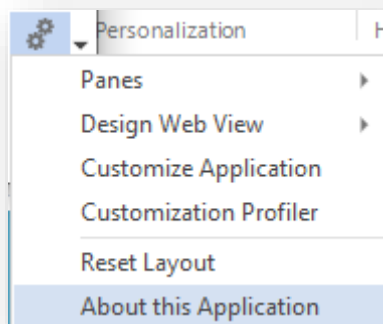 Personalization H
Panes
Design Web View
Customize Application
Customization Profiler
Reset Layout
About this Application